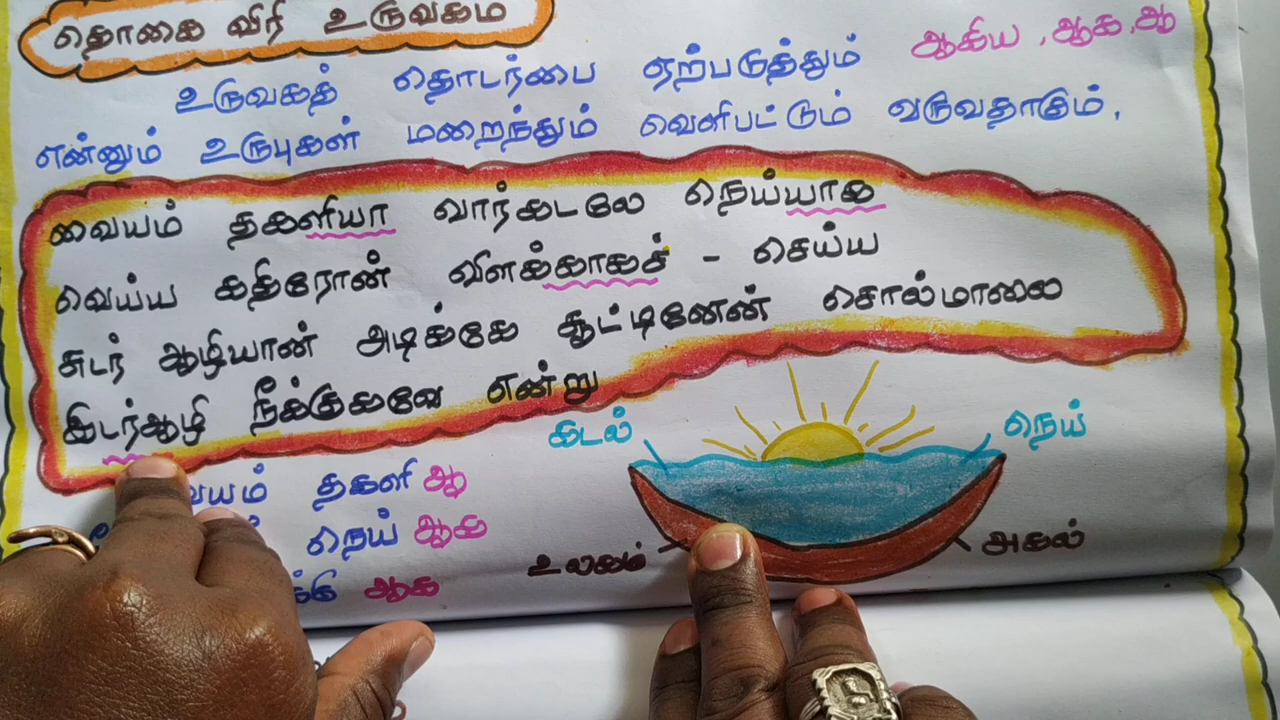 தொகை விரி உருவகம்
உருவகத் தொடர்பை ஏற்படுத்தும் ஆகிய , ஆக, ஆ
என்னும் உருபுகள் மறைந்தும் வெளிபட்டும் வருவதாகும்.
வையம் தகளியா வார்கடலே நெய்யாக
வெய்ய கதிரோன் விளக்காகச் - செய்ய
சுடர் ஆழியான் அடிக்கே சூட்டினேன் சொல்மாலை
இடர்ஆழி நீக்குகவே என்று
கடல்
நெய்
தகளி ஆ
நெய் ஆக
ஆக
உலகம்
அகல்